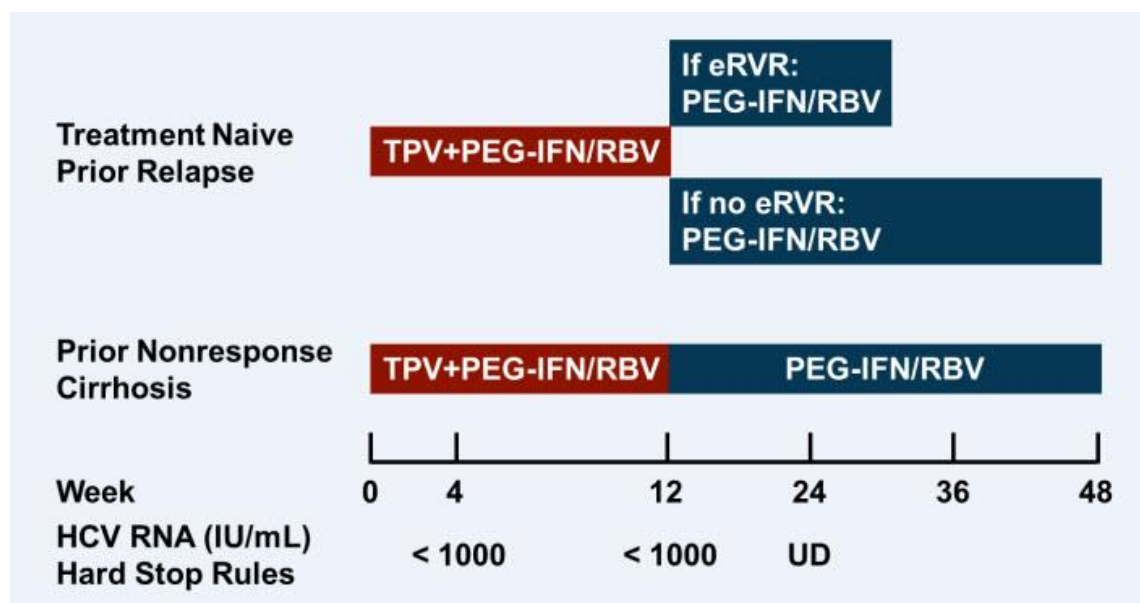 If eRVR:
PEG-IFN/RBV
Treatment Naive
Prior Relapse
TPV+PEG-IFN/RBV
If no eRVR:
PEG-IFN/RBV
Prior Nonresponse
Cirrhosis
TPV+PEG-IFN/RBV PEG-IFN/RBV
Week 0 4 12 24 36 48
HCV RNA (IU/mL)
Hard Stop Rules < 1000 < 1000 UD